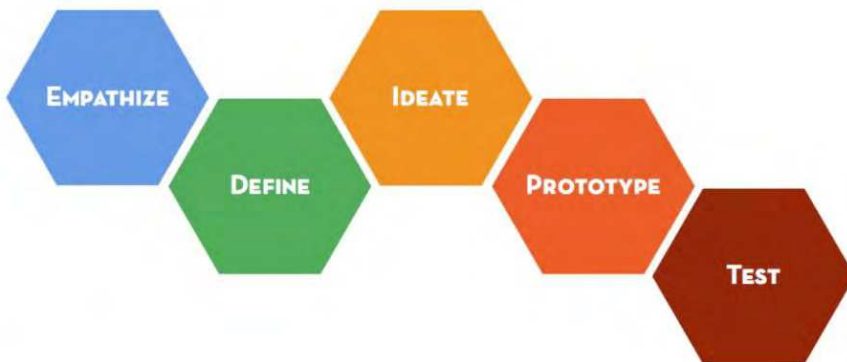 EMPATHIZE
DEFINE
IDEATE
PROTOTYPE
TEST